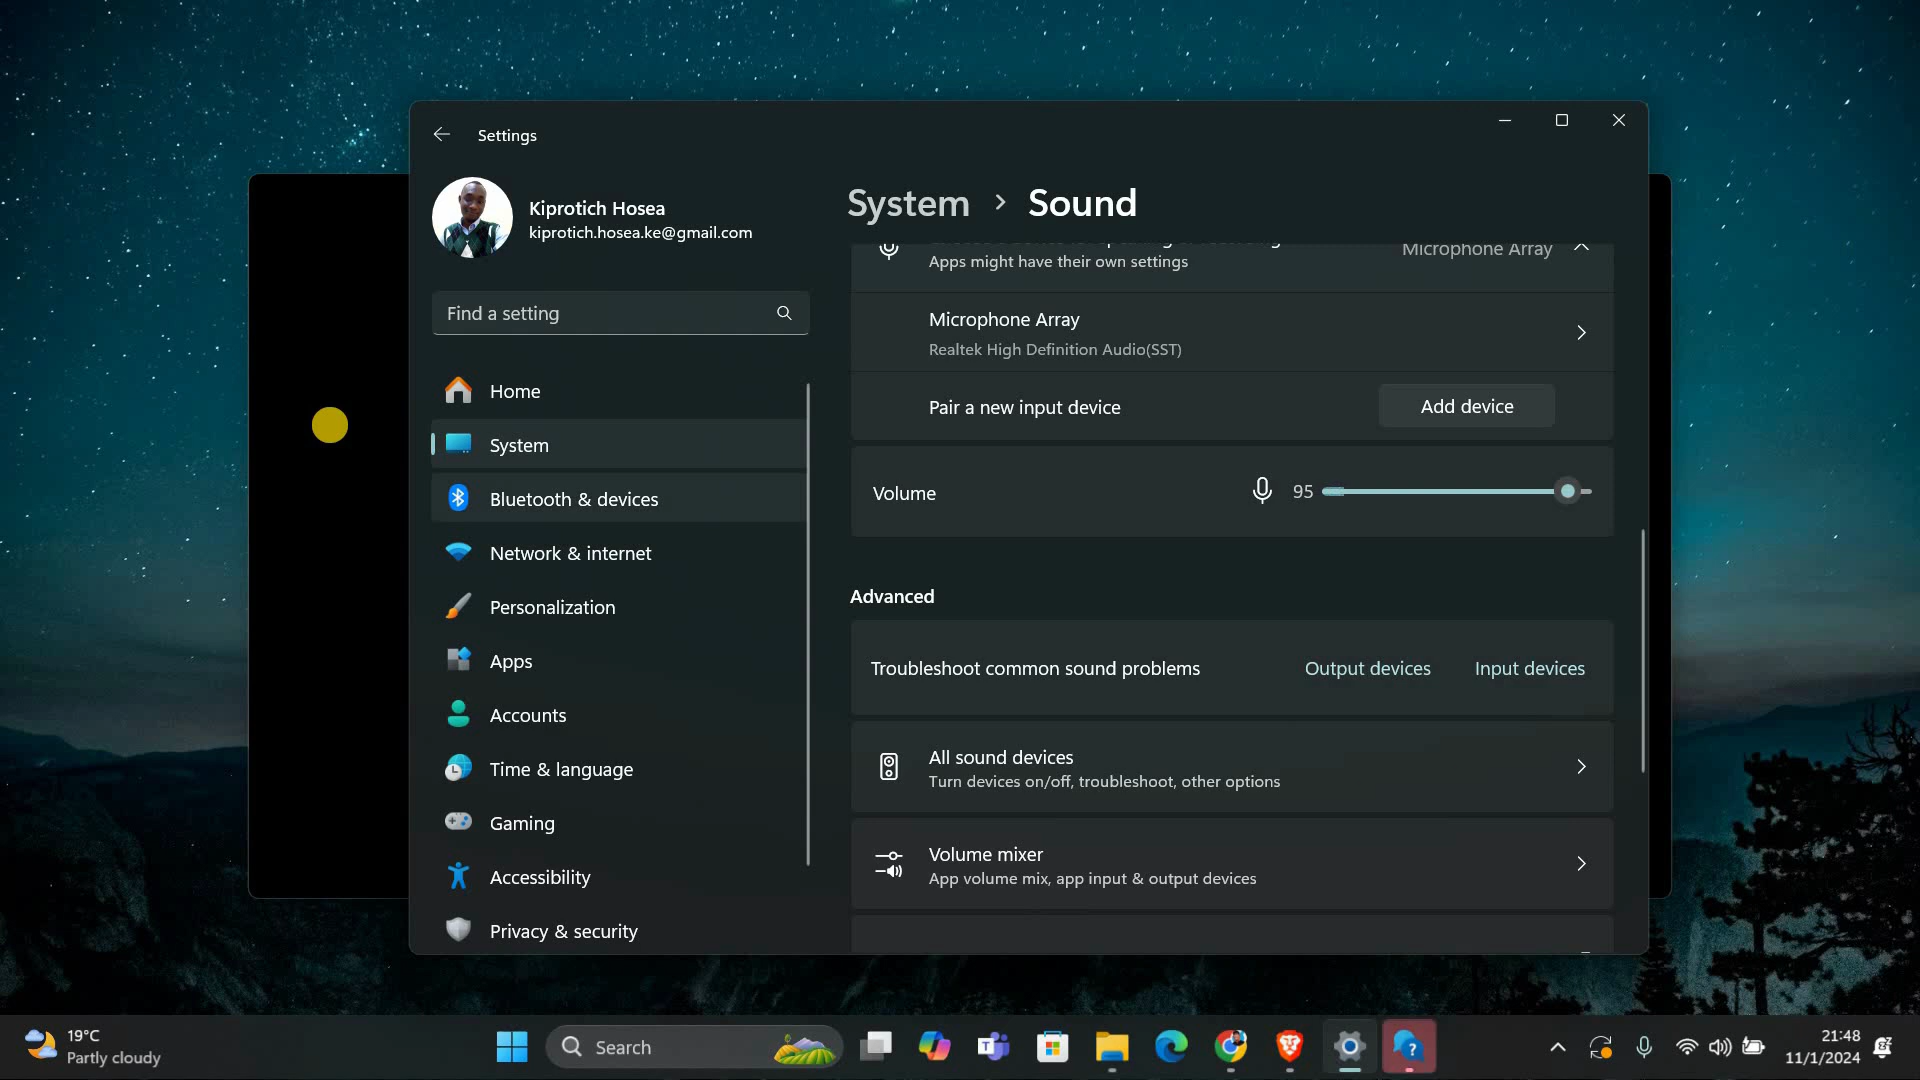 Settings
Kiprotich Hosea
kiprotich.hosea.ke@gmail.com
Find a setting
Home
System
Bluetooth & devices
Network & internet
Personalization
Apps
Accounts
Time & language
Gaming
Accessibility
Privacy & security
System > Sound
Microphone Array
Apps might have their own settings
Microphone Array
Realtek High Definition Audio(SST)
Pair a new input device
Add device
Volume
95
Advanced
Troubleshoot common sound problems
Output devices
Input devices
All sound devices
Turn devices on/off, troubleshoot, other options
Volume mixer
App volume mix, app input & output devices
19°C
Partly cloudy
Search
21:48
11/1/2024